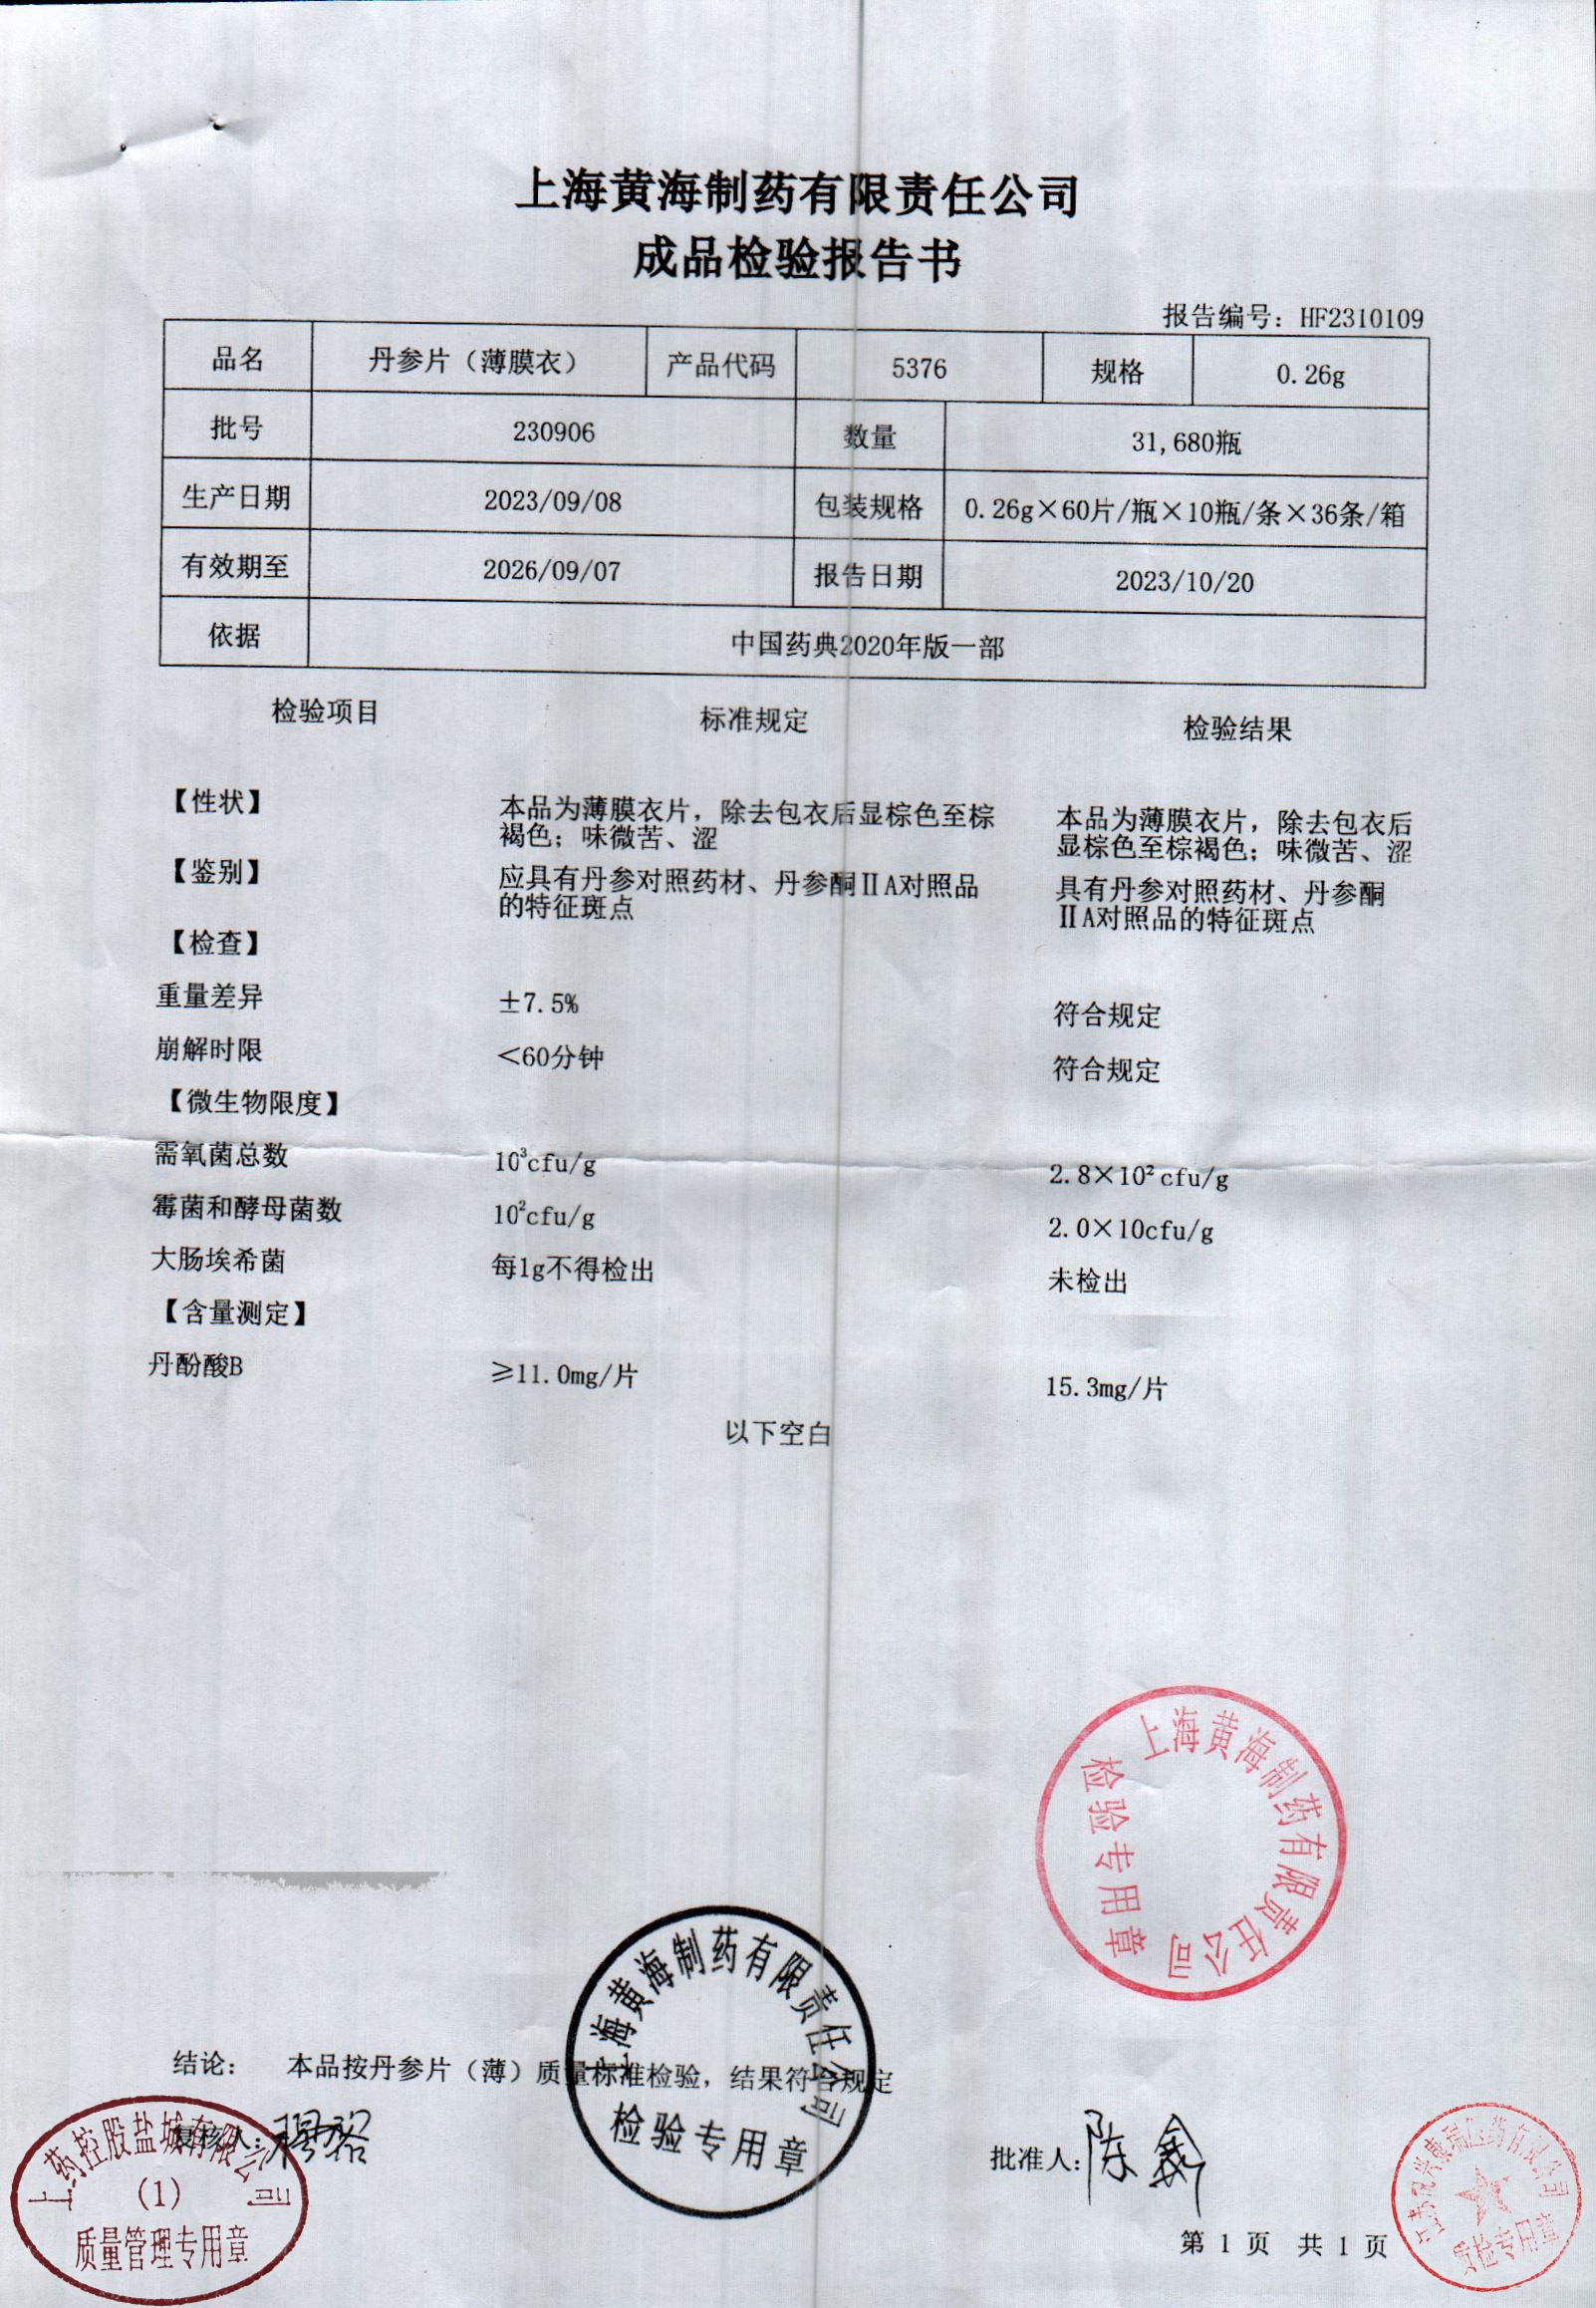 上海黄海制药有限责任公司
成品检验报告书
报告编号：HF2310109
品名 丹参片（薄膜衣） 产品代码 5376 规格 0.26g
批号 230906 数量 31,680瓶
生产日期 2023/09/08 包装规格 0.26g×60片/瓶×10瓶/条×36条/箱
有效期至 2026/09/07 报告日期 2023/10/20
依据 中国药典2020年版一部
检验项目 标准规定 检验结果
【性状】 本品为薄膜衣片，除去包衣后显棕色至棕 本品为薄膜衣片，除去包衣后
褐色；味微苦、涩 显棕色至棕褐色；味微苦、涩
【鉴别】 应具有丹参对照药材、丹参酮ⅡA对照品 具有丹参对照药材、丹参酮
的特征斑点 ⅡA对照品的特征斑点
【检查】
重量差异 ±7.5% 符合规定
崩解时限 <60分钟 符合规定
【微生物限度】
需氧菌总数 10³cfu/g 2.8×10²cfu/g
霉菌和酵母菌数 10²cfu/g 2.0×10cfu/g
大肠埃希菌 每1g不得检出 未检出
【含量测定】
丹酚酸B ≥11.0mg/片 15.3mg/片
以下空白
上海黄海制药有限责任公司
检验专用章
上海黄海制药有限责任公司
检验专用章
结论： 本品按丹参片（薄）质量标准检验，结果符合规定
复核人：
批准人：陈鑫
上药控股盐城有限公司
(1)
质量管理专用章
质检专用章
第 1 页 共 1 页